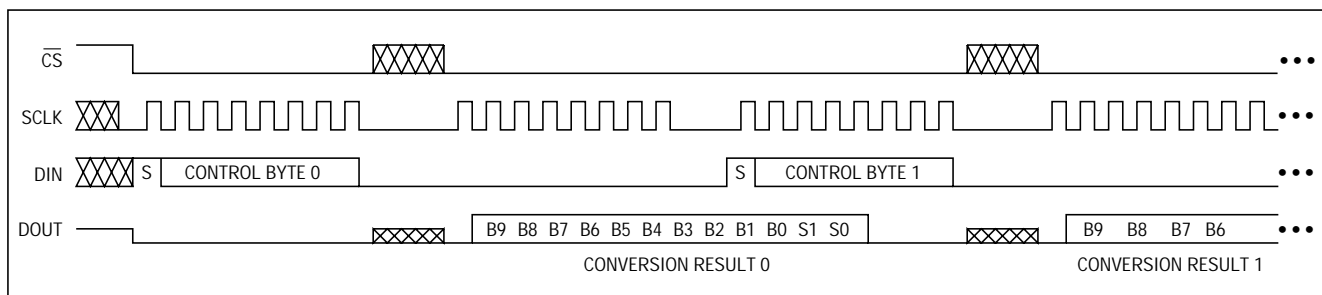 CS
SCLK
DIN S CONTROL BYTE 0 S CONTROL BYTE 1
DOUT B9 B8 B7 B6 B5 B4 B3 B2 B1 B0 S1 S0 B9 B8 B7 B6
CONVERSION RESULT 0 CONVERSION RESULT 1